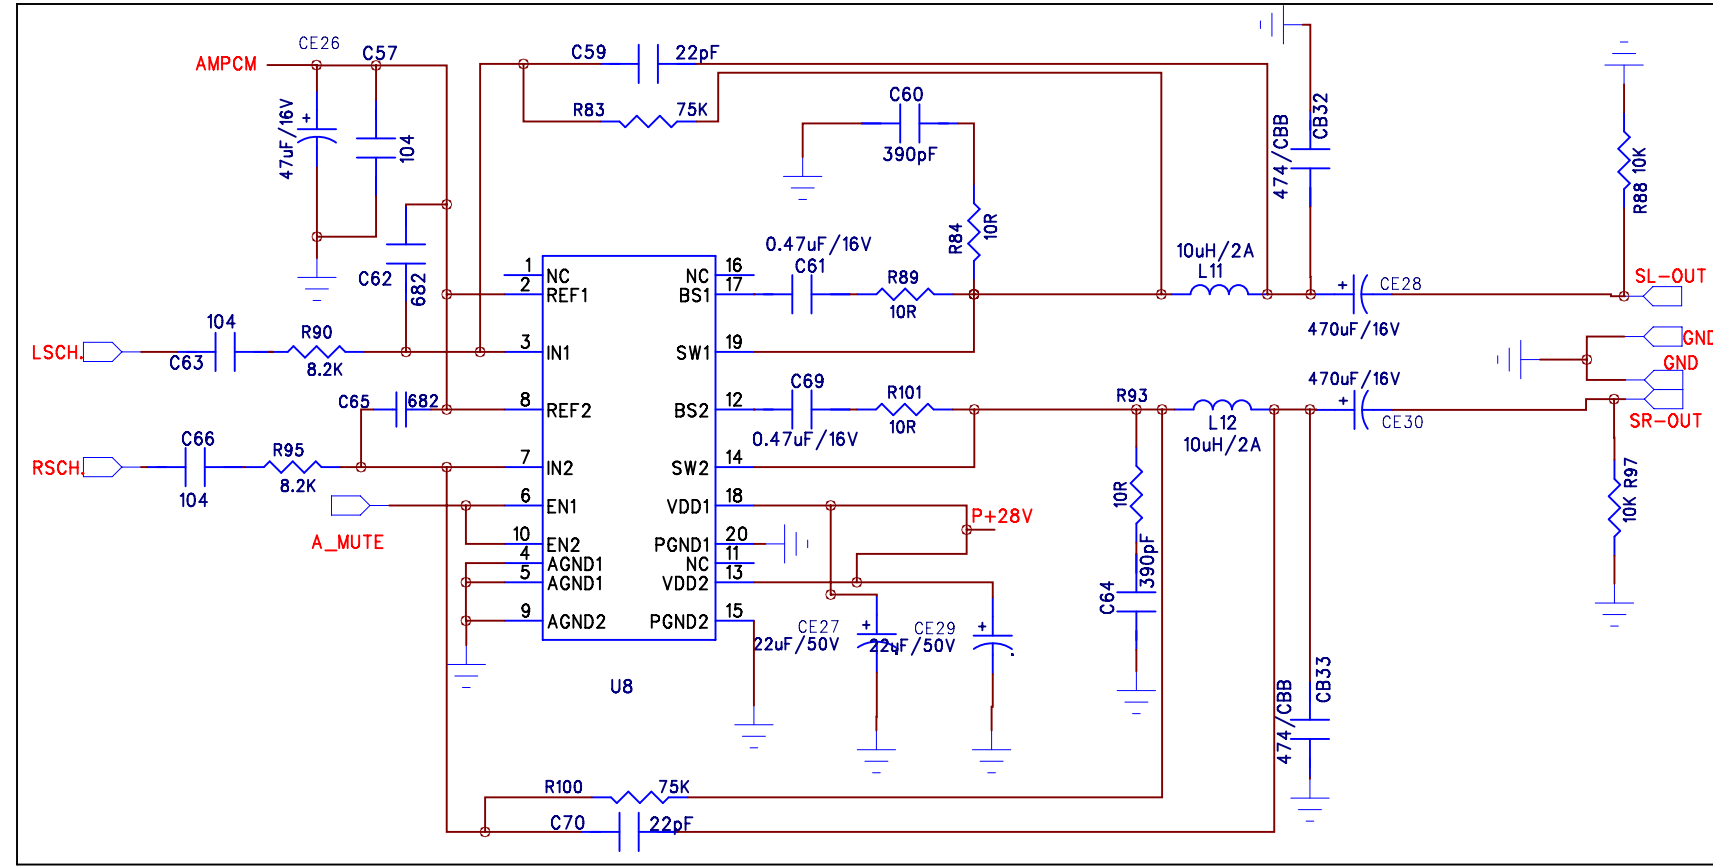 CE26
C57
AMPCM
+
47uF/16V
104
C59
22pF
R83
75K
C60
390pF
R84
10R
474/CBB
CB32
R88 10K
C62
682
0.47uF/16V
C61
R89
10R
10uH/2A
L11
+
CE28
470uF/16V
SL-OUT
1
NC
NC
16
2
REF1
BS1
17
104
R90
LSCH.
C63
8.2K
3
IN1
SW1
19
GND
GND
C65
682
8
REF2
BS2
12
C69
R101
10R
0.47uF/16V
R93
L12
10uH/2A
470uF/16V
+
CE30
SR-OUT
C66
R95
RSCH.
104
8.2K
7
IN2
SW2
14
6
EN1
VDD1
18
A_MUTE
10
EN2
PGND1
20
4
AGND1
NC
11
5
AGND1
VDD2
13
9
AGND2
PGND2
15
P+28V
10R
390pF
C64
10K R97
CE27
+
22uF/50V
CE29
+
22uF/50V
U8
474/CBB
CB33
R100
75K
C70
22pF